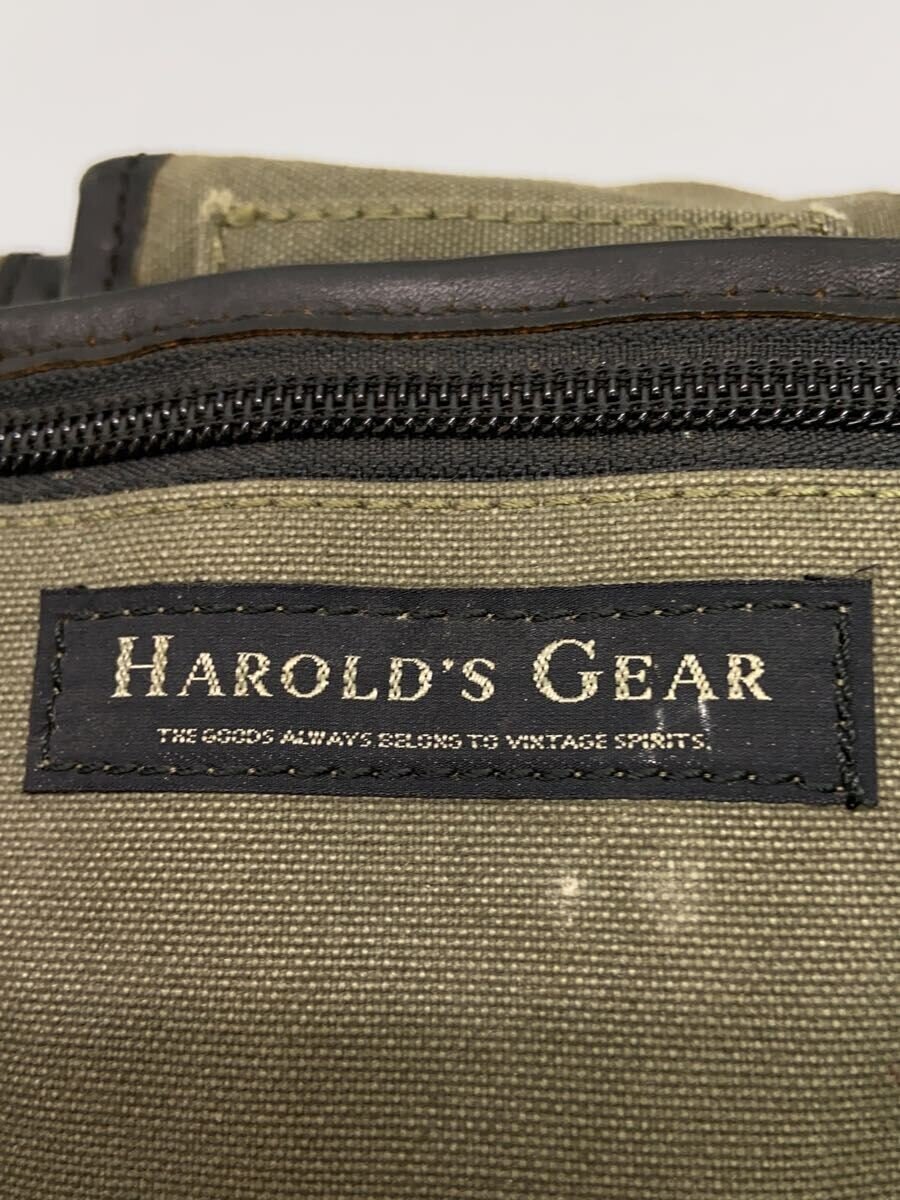 HAROLD'S GEAR
THE GOODS ALWAYS BELONG TO VINTAGE SPIRITS.